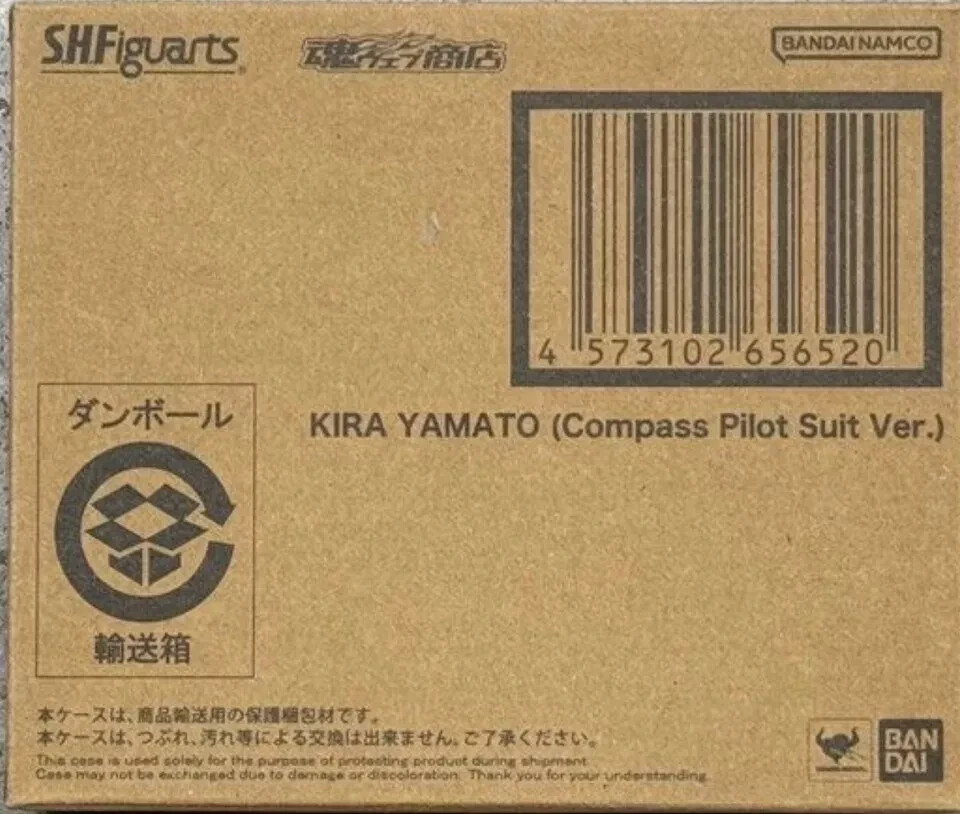 S.H.Figuarts
魂ウェブ商店
BANDAI NAMCO
4 573102 656520
KIRA YAMATO (Compass Pilot Suit Ver.)
ダンボール
輸送箱
本ケースは、商品輸送用の保護梱包材です。
本ケースは、つぶれ、汚れ等による交換は出来ません。ご了承ください。
This case is used solely for the purpose of protecting product during shipment.
Case may not be exchanged due to damage or discoloration. Thank you for your understanding.
BAN
DAI